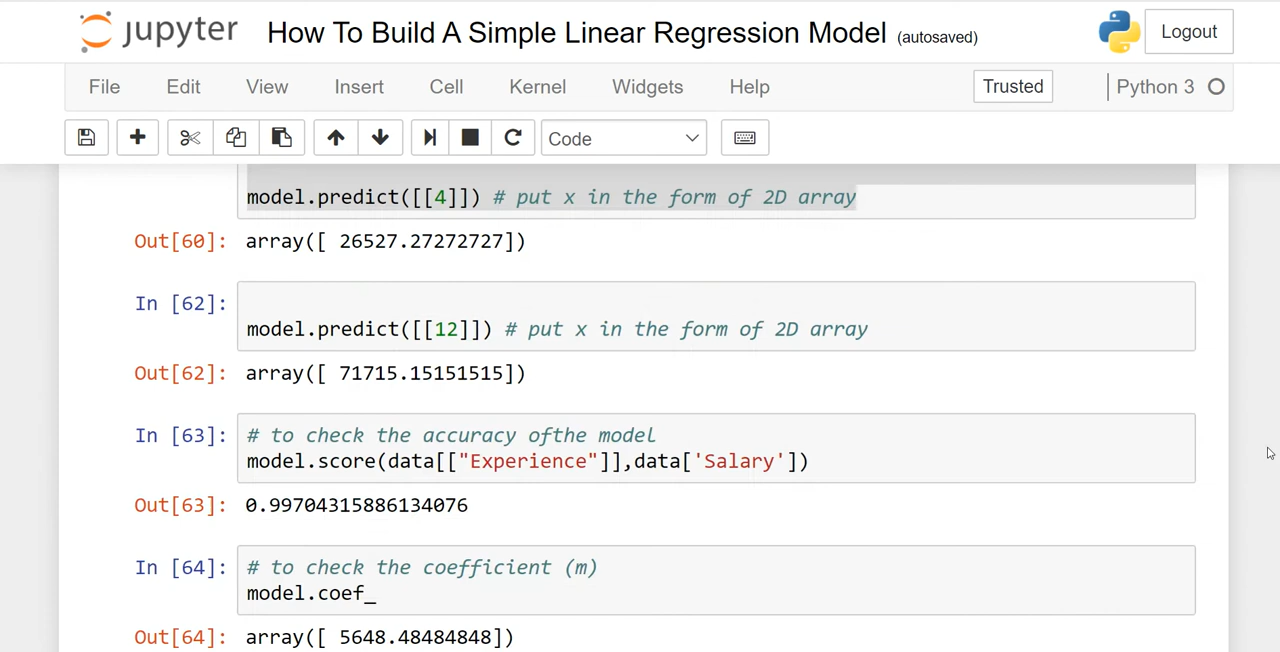 jupyter How To Build A Simple Linear Regression Model (autosaved) Logout
File Edit View Insert Cell Kernel Widgets Help Trusted Python 3
Code
model.predict([[4]]) # put x in the form of 2D array
Out[60]: array([ 26527.27272727])
In [62]:
model.predict([[12]]) # put x in the form of 2D array
Out[62]: array([ 71715.15151515])
In [63]: # to check the accuracy ofthe model
model.score(data[["Experience"]],data['Salary'])
Out[63]: 0.99704315886134076
In [64]: # to check the coefficient (m)
model.coef_
Out[64]: array([ 5648.48484848])